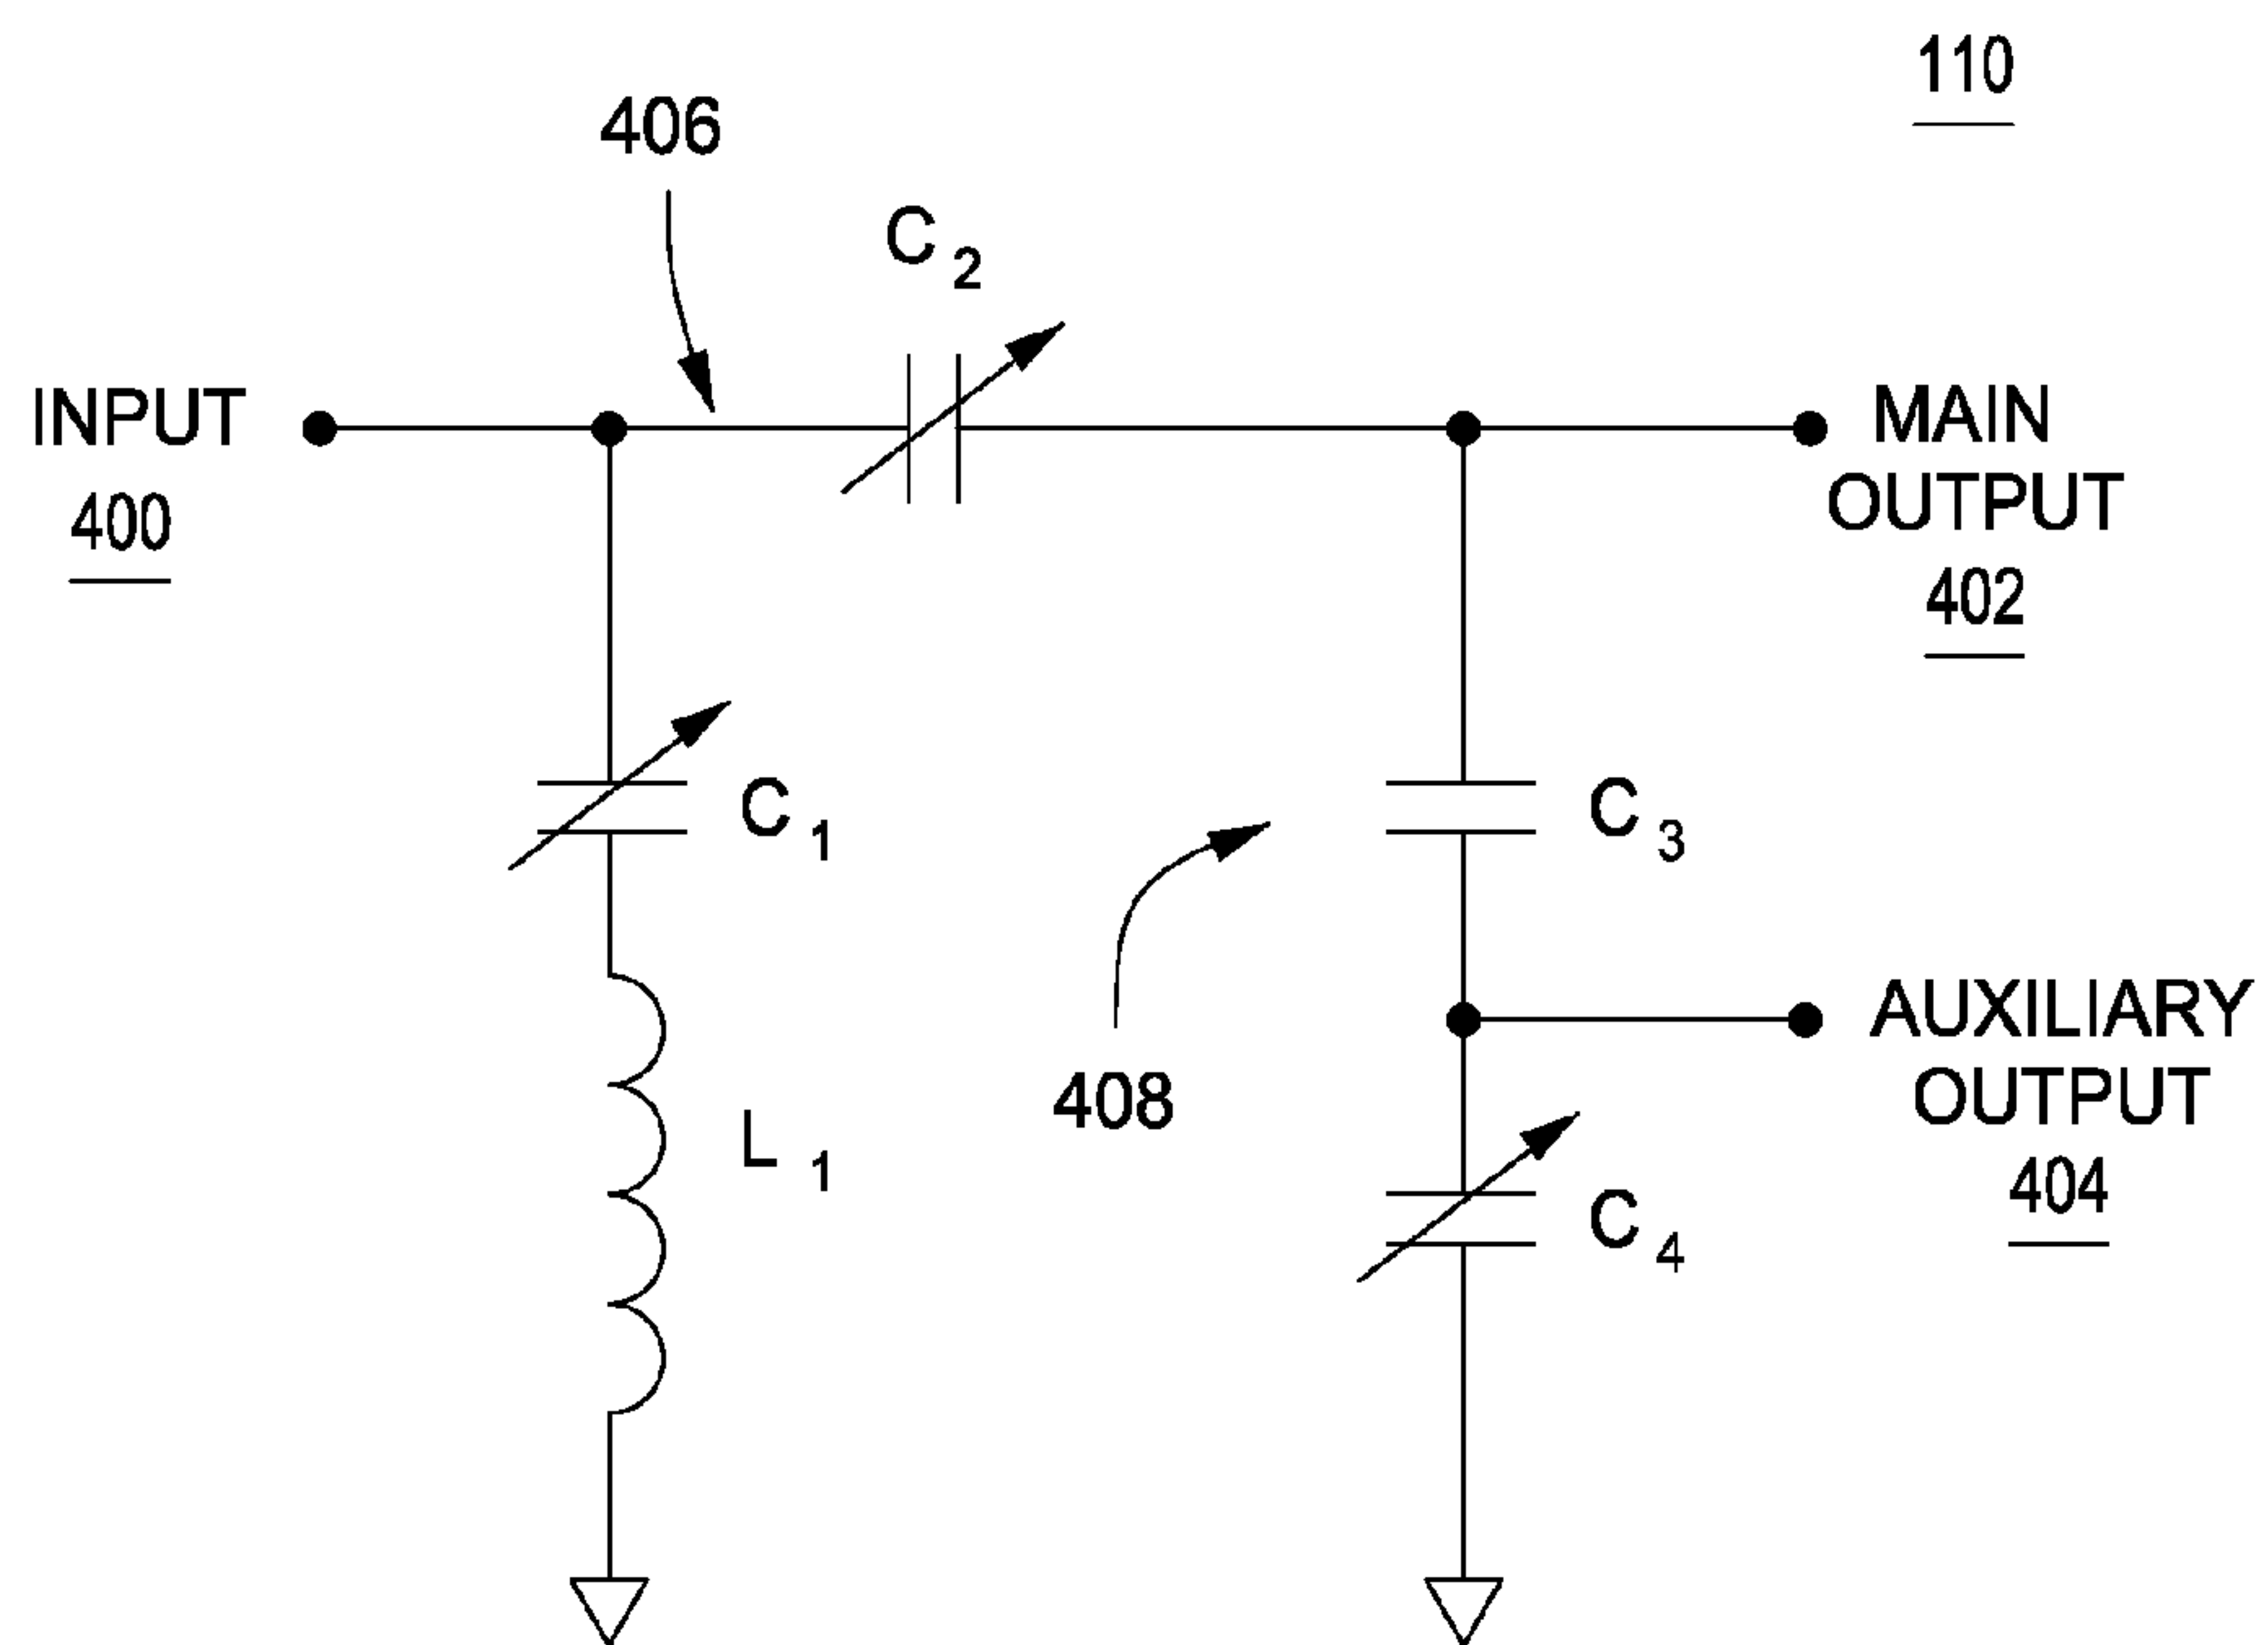 110
406
C2
INPUT
400
MAIN
OUTPUT
402
C1
C3
L1
408
AUXILIARY
OUTPUT
404
C4